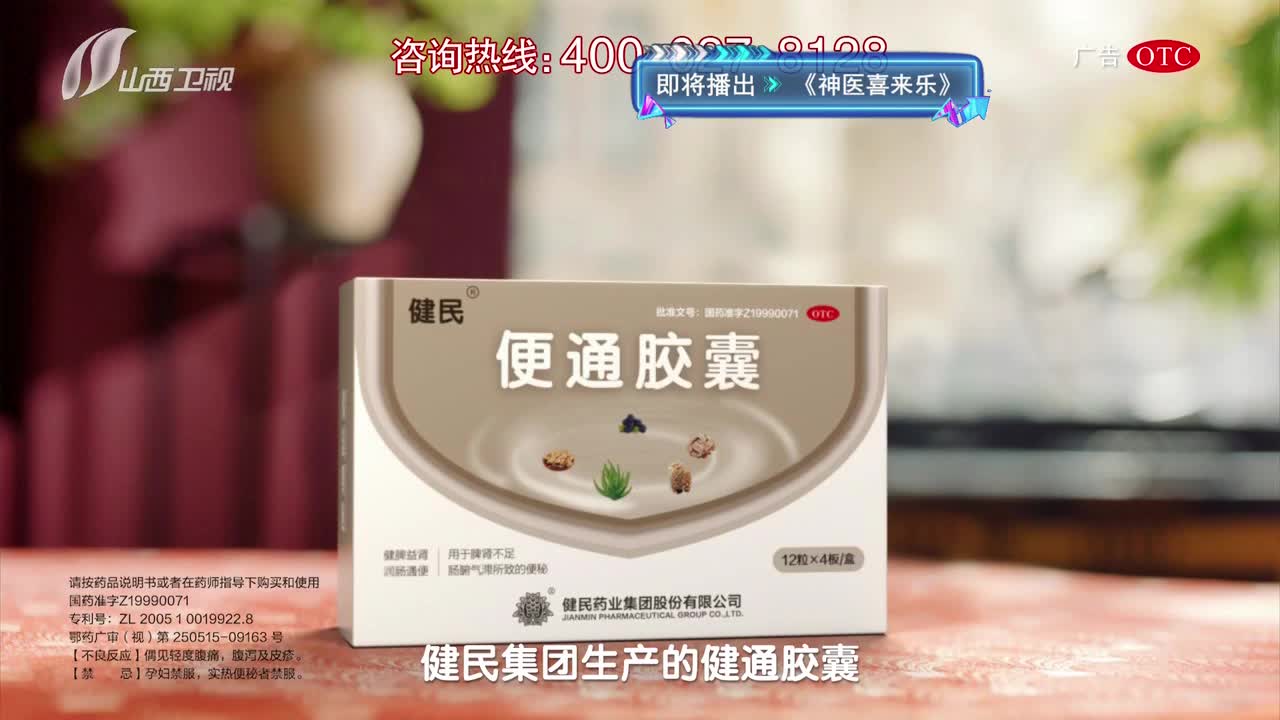 山西卫视
咨询热线:400
8128
广告 OTC
即将播出 《神医喜来乐》
健民®
批准文号：国药准字Z19990071 OTC
便通胶囊
健脾益肾
润肠通便
用于脾肾不足
肠腑气滞所致的便秘
12粒×4板/盒
健民药业集团股份有限公司
JIANMIN PHARMACEUTICAL GROUP CO.,LTD.
请按药品说明书或者在药师指导下购买和使用
国药准字Z19990071
专利号：ZL 2005 1 0019922.8
鄂药广审（视）第 250515-09163 号
【不良反应】偶见轻度腹痛，腹泻及皮疹。
【禁 忌】孕妇禁服，实热便秘者禁服。
健民集团生产的健通胶囊